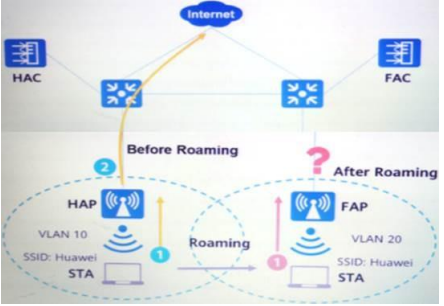 Internet
HAC
FAC
Before Roaming
2
?
After Roaming
HAP
FAP
VLAN 10
VLAN 20
1
Roaming
1
SSID: Huawei
SSID: Huawei
STA
STA